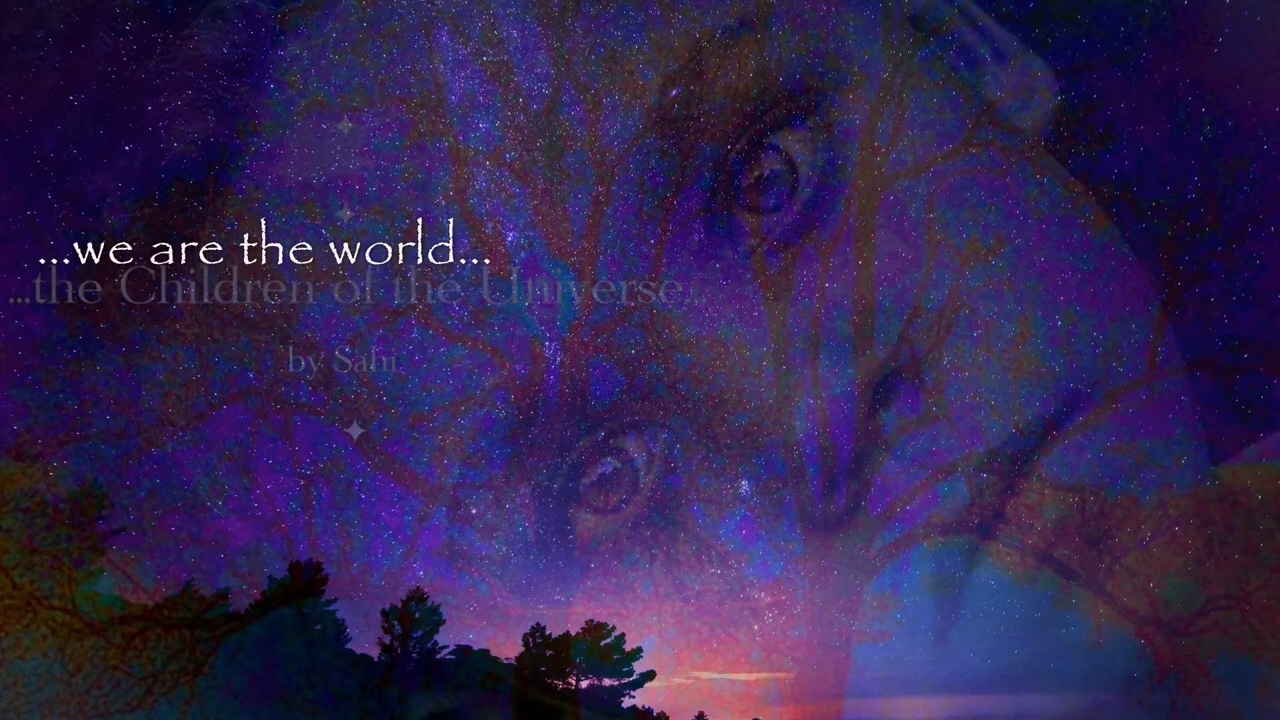 ...we are the world...
...the Children of the Universe...
by Sahi